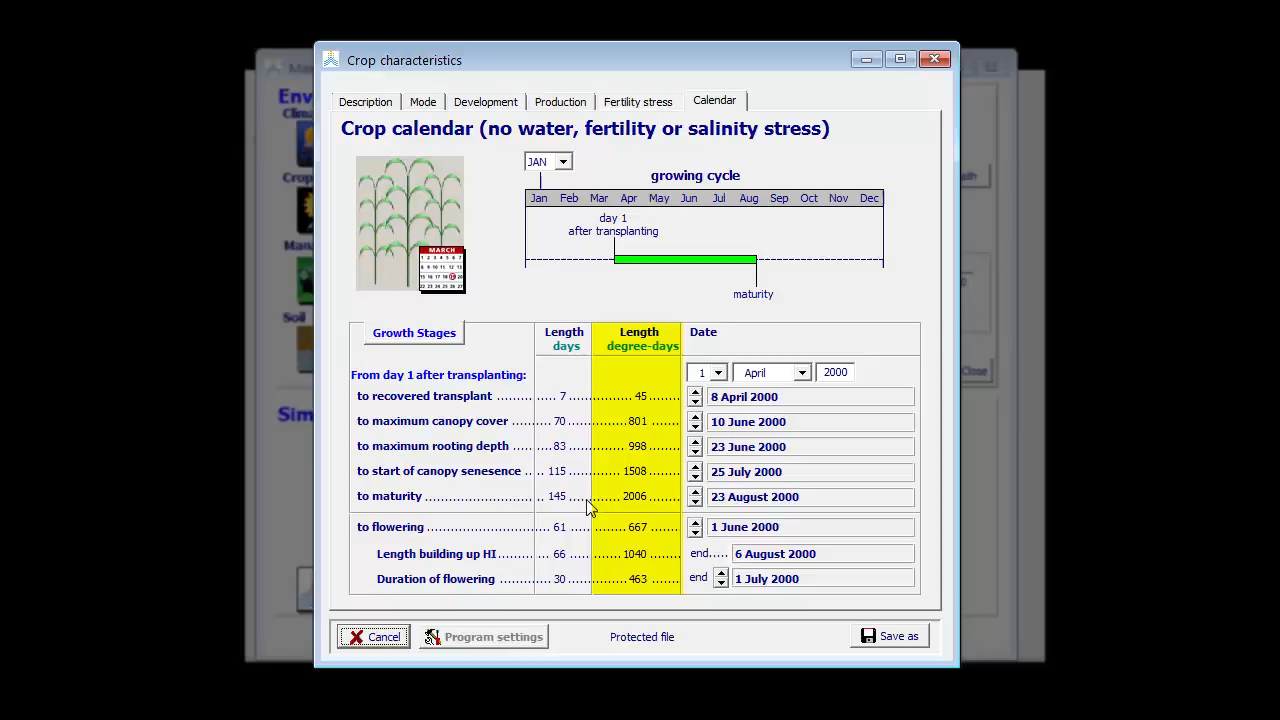 Crop characteristics
Description Mode Development Production Fertility stress Calendar
Crop calendar (no water, fertility or salinity stress)
JAN
growing cycle
Jan Feb Mar Apr May Jun Jul Aug Sep Oct Nov Dec
day 1
after transplanting
maturity
MARCH
Growth Stages
Length days
Length degree-days
Date
From day 1 after transplanting:
1 April 2000
to recovered transplant 7 45 8 April 2000
to maximum canopy cover 70 801 10 June 2000
to maximum rooting depth 83 998 23 June 2000
to start of canopy senesence 115 1508 25 July 2000
to maturity 145 2006 23 August 2000
to flowering 61 667 1 June 2000
Length building up HI 66 1040 end..... 6 August 2000
Duration of flowering 30 463 end 1 July 2000
Cancel Program settings Protected file Save as
Env
Crop
Soil
Sim
Close